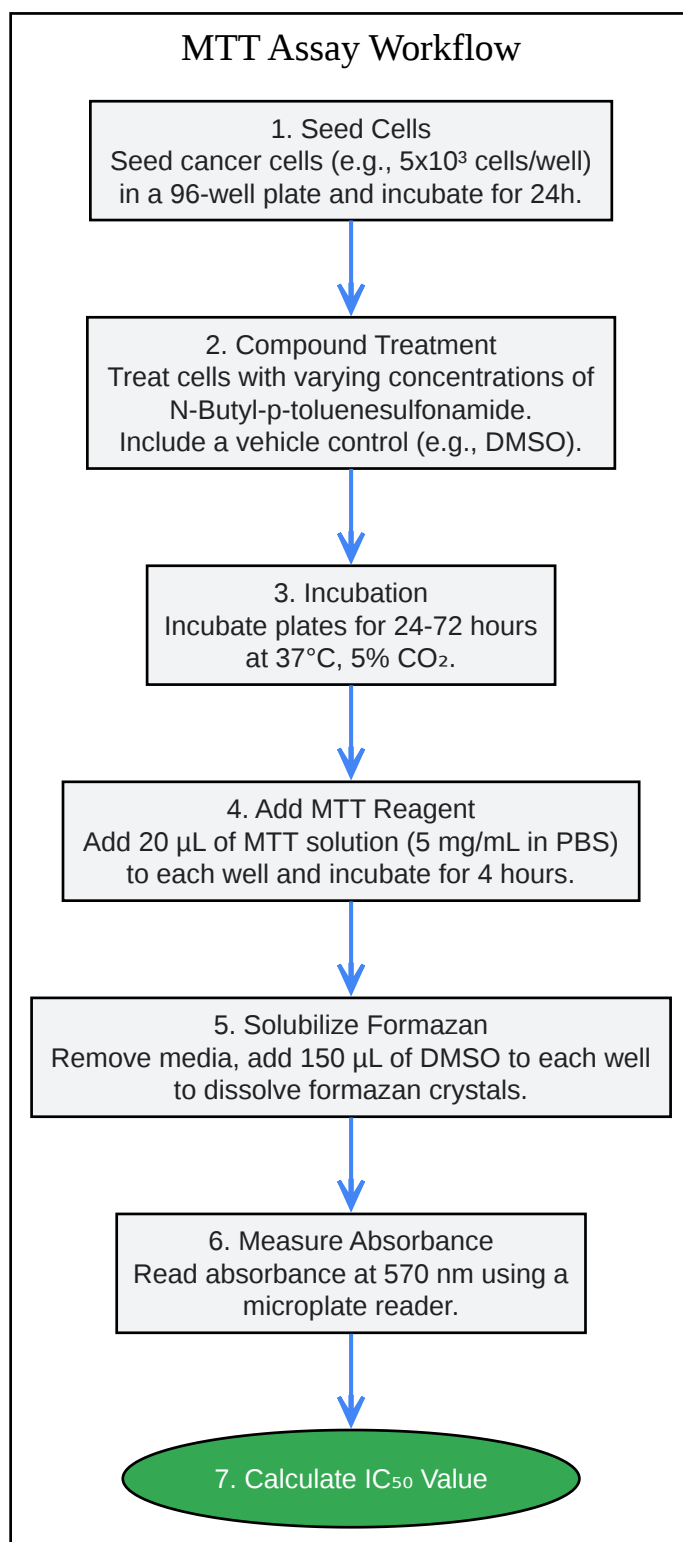 MTT Assay Workflow
1. Seed Cells
Seed cancer cells (e.g., 5x10³ cells/well)
in a 96-well plate and incubate for 24h.
2. Compound Treatment
Treat cells with varying concentrations of
N-Butyl-p-toluenesulfonamide.
Include a vehicle control (e.g., DMSO).
3. Incubation
Incubate plates for 24-72 hours
at 37°C, 5% CO₂.
4. Add MTT Reagent
Add 20 µL of MTT solution (5 mg/mL in PBS)
to each well and incubate for 4 hours.
5. Solubilize Formazan
Remove media, add 150 µL of DMSO to each well
to dissolve formazan crystals.
6. Measure Absorbance
Read absorbance at 570 nm using a
microplate reader.
7. Calculate IC₅₀ Value